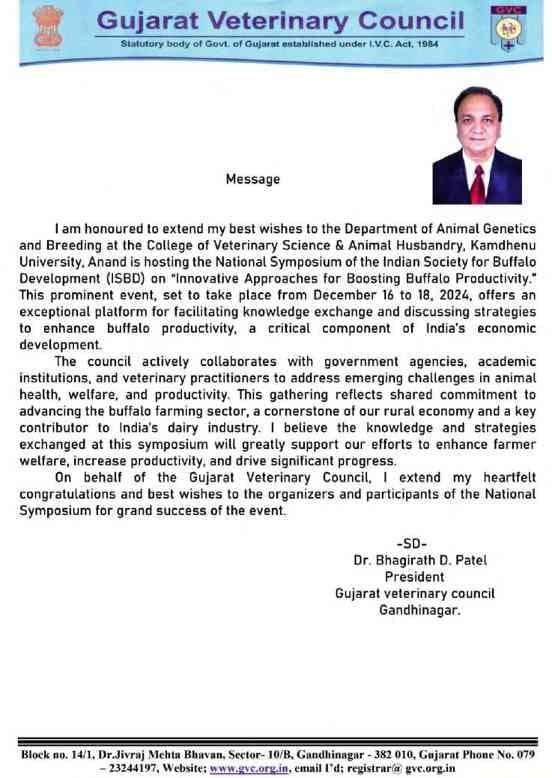 Gujarat Veterinary Council
Statutory body of Govt. of Gujarat established under I.V.C. Act, 1984
GVC
Message
I am honoured to extend my best wishes to the Department of Animal Genetics
and Breeding at the College of Veterinary Science & Animal Husbandry, Kamdhenu
University, Anand is hosting the National Symposium of the Indian Society for Buffalo
Development (ISBD) on “Innovative Approaches for Boosting Buffalo Productivity.”
This prominent event, set to take place from December 16 to 18, 2024, offers an
exceptional platform for facilitating knowledge exchange and discussing strategies
to enhance buffalo productivity, a critical component of India's economic
development.
The council actively collaborates with government agencies, academic
institutions, and veterinary practitioners to address emerging challenges in animal
health, welfare, and productivity. This gathering reflects shared commitment to
advancing the buffalo farming sector, a cornerstone of our rural economy and a key
contributor to India's dairy industry. I believe the knowledge and strategies
exchanged at this symposium will greatly support our efforts to enhance farmer
welfare, increase productivity, and drive significant progress.
On behalf of the Gujarat Veterinary Council, I extend my heartfelt
congratulations and best wishes to the organizers and participants of the National
Symposium for grand success of the event.
-SD-
Dr. Bhagirath D. Patel
President
Gujarat veterinary council
Gandhinagar.
Block no. 14/1, Dr.Jivraj Mehta Bhavan, Sector- 10/B, Gandhinagar - 382 010, Gujarat Phone No. 079
– 23244197, Website; www.gvc.org.in, email I'd; registrar@ gvc.org.in